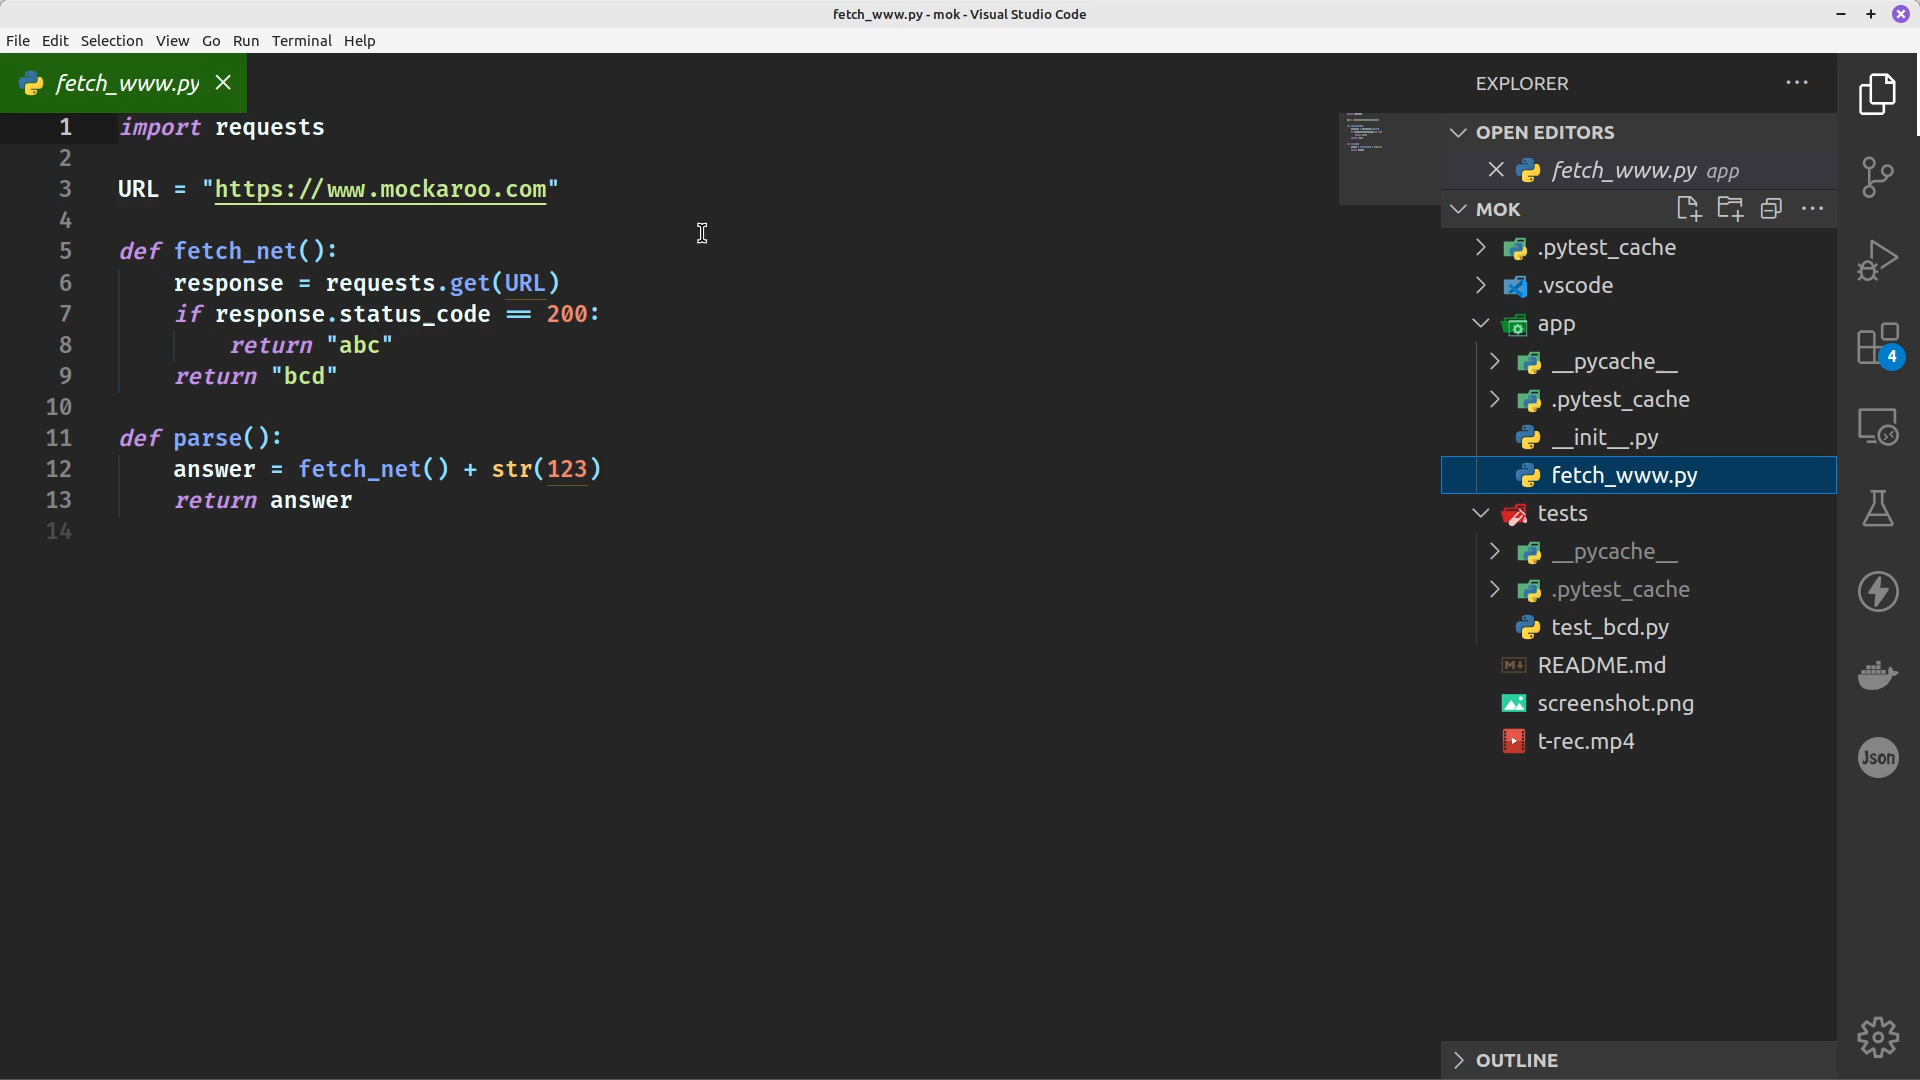 fetch_www.py - mok - Visual Studio Code
File Edit Selection View Go Run Terminal Help
fetch_www.py
1 import requests
2
3 URL = "https://www.mockaroo.com"
4
5 def fetch_net():
6 response = requests.get(URL)
7 if response.status_code == 200:
8 return "abc"
9 return "bcd"
10
11 def parse():
12 answer = fetch_net() + str(123)
13 return answer
14
EXPLORER
OPEN EDITORS
fetch_www.py app
MOK
.pytest_cache
.vscode
app
__pycache__
.pytest_cache
__init__.py
fetch_www.py
tests
__pycache__
.pytest_cache
test_bcd.py
M↓ README.md
screenshot.png
t-rec.mp4
OUTLINE
4
Json